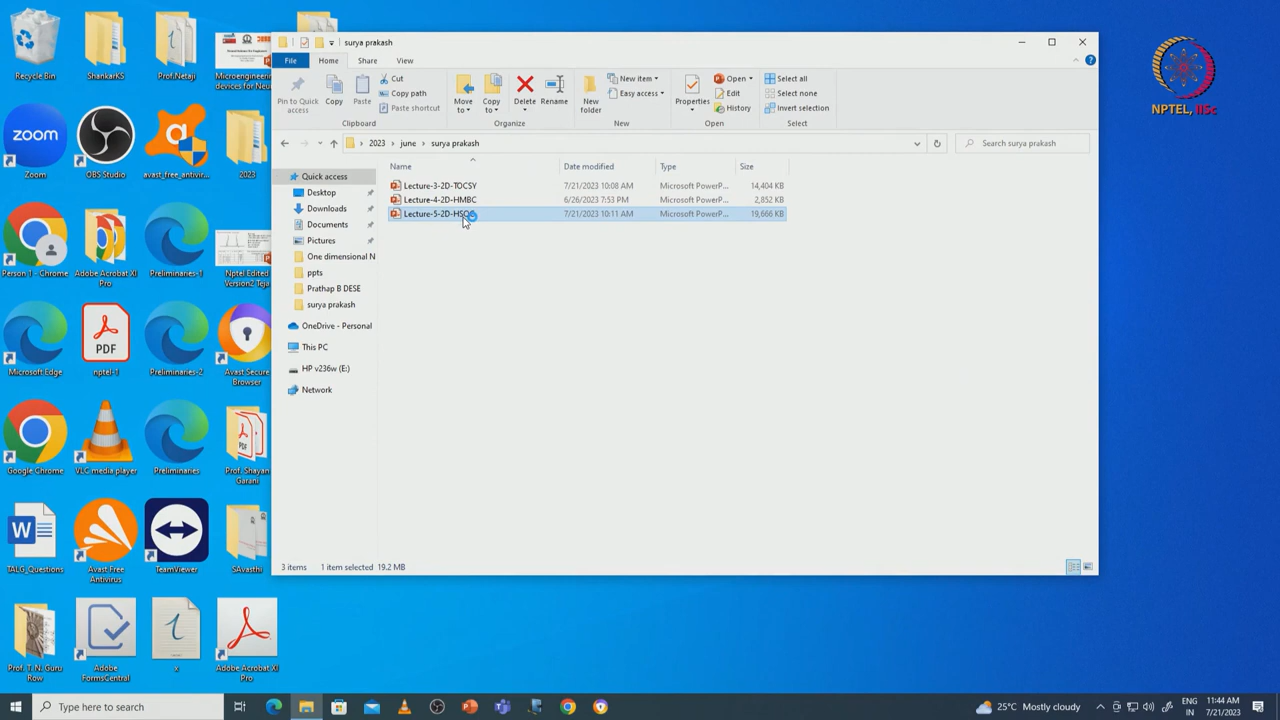 Recycle Bin
ShankarKS
Prof.Netaji
Microengineering
devices for Neu
Zoom
OBS Studio
avast_free_antivir...
2023
Person 1 - Chrome
Adobe Acrobat XI
Pro
Preliminaries-1
Nptel Edited
Version2 Teja
Microsoft Edge
nptel-1
Preliminaries-2
Avast Secure
Browser
Google Chrome
VLC media player
Preliminaries
Prof. Shayan
Garani
TALG_Questions
Avast Free
Antivirus
TeamViewer
SAvasthi
Prof. T. N. Guru
Row
Adobe
FormsCentral
x
Adobe Acrobat XI
Pro
zoom
PDF
surya prakash
File
Home
Share
View
Pin to Quick
access
Copy
Paste
Cut
Copy path
Paste shortcut
Clipboard
Move
to
Copy
to
Delete
Rename
Organize
New
folder
New item
Easy access
New
Properties
Open
Edit
History
Open
Select all
Select none
Invert selection
Select
2023
june
surya prakash
Search surya prakash
Name
Date modified
Type
Size
Lecture-3-2D-TOCSY 7/21/2023 10:08 AM Microsoft PowerP... 14,404 KB
Lecture-4-2D-HMBC 6/26/2023 7:53 PM Microsoft PowerP... 2,852 KB
Lecture-5-2D-HSQC 7/21/2023 10:11 AM Microsoft PowerP... 19,666 KB
Quick access
Desktop
Downloads
Documents
Pictures
One dimensional N
ppts
Prathap B DESE
surya prakash
OneDrive - Personal
This PC
HP v236w (E:)
Network
3 items
1 item selected 19.2 MB
NPTEL, IISc
Type here to search
25°C Mostly cloudy
ENG
IN
11:44 AM
7/21/2023